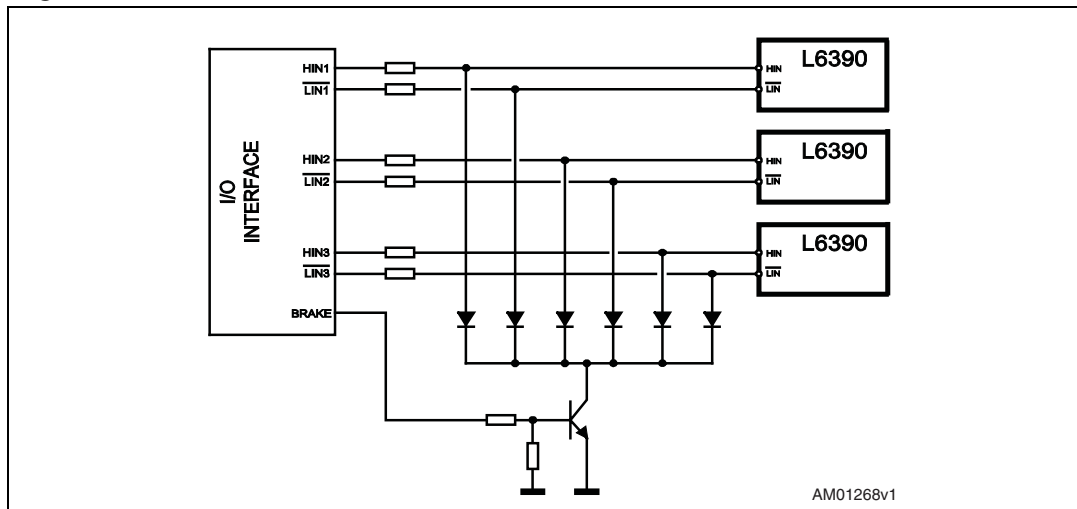 I/O
INTERFACE
HIN1
LIN1
HIN2
LIN2
HIN3
LIN3
BRAKE
L6390
HIN
LIN
L6390
HIN
LIN
L6390
HIN
LIN
AM01268v1